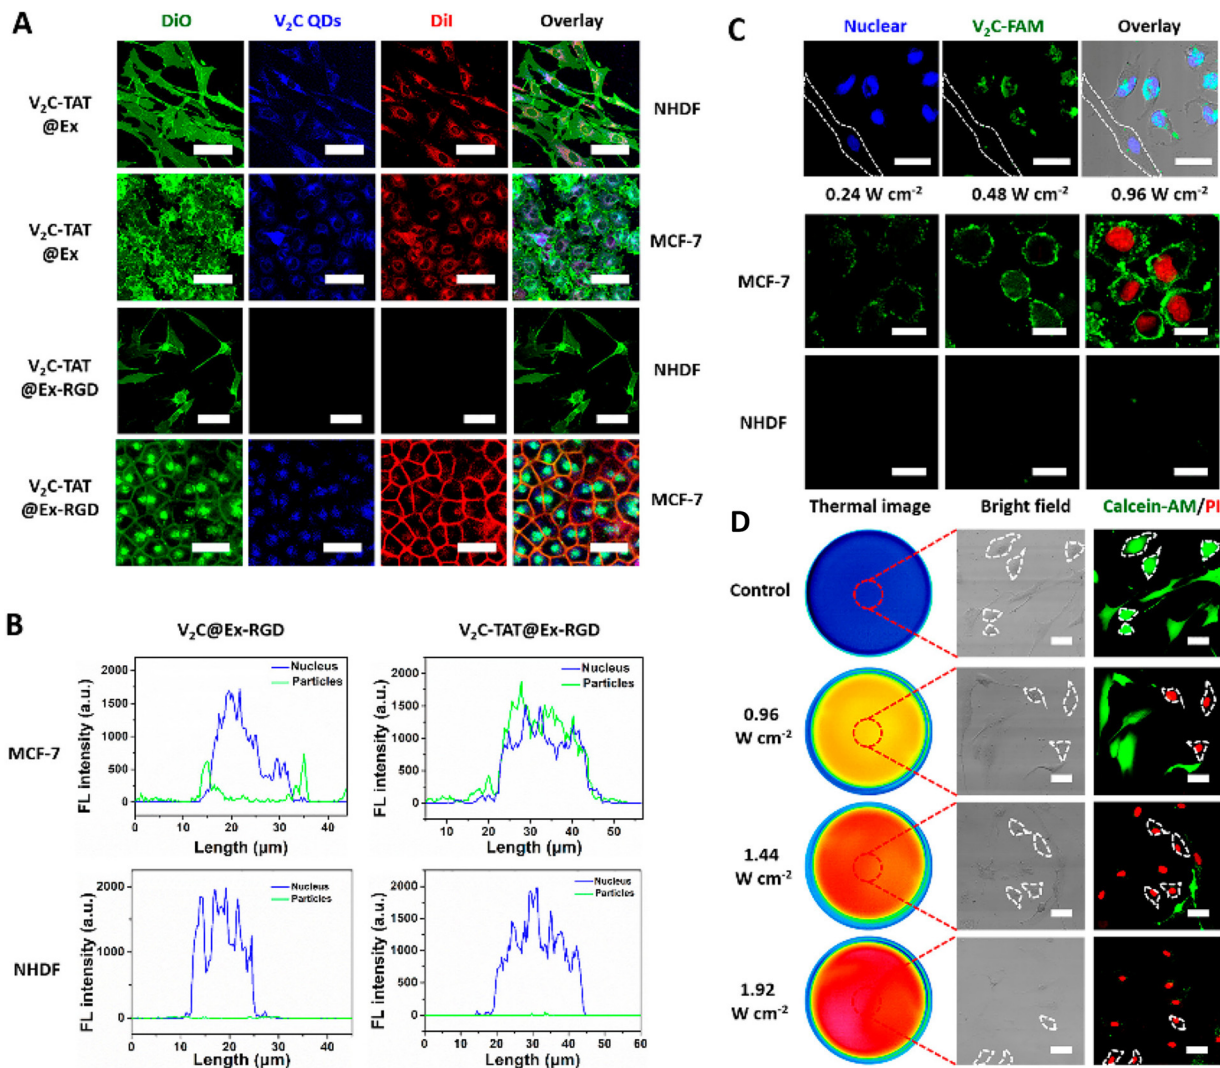 A
DiO
V₂C QDs
DiI
Overlay
V₂C-TAT
@Ex
NHDF
V₂C-TAT
@Ex
MCF-7
V₂C-TAT
@Ex-RGD
NHDF
V₂C-TAT
@Ex-RGD
MCF-7
B
V₂C@Ex-RGD
V₂C-TAT@Ex-RGD
MCF-7
FL intensity (a.u.)
2000
1500
1000
500
0
Nucleus
Particles
0 10 20 30 40
Length (µm)
FL intensity (a.u.)
2000
1500
1000
500
0
Nucleus
Particles
10 20 30 40 50
Length (µm)
NHDF
FL intensity (a.u.)
2000
1000
0
Nucleus
Particles
0 10 20 30 40
Length (µm)
FL intensity (a.u.)
2000
1500
1000
500
0
Nucleus
Particles
0 10 20 30 40 50 60
Length (µm)
C
Nuclear
V₂C-FAM
Overlay
0.24 W cm⁻²
0.48 W cm⁻²
0.96 W cm⁻²
MCF-7
NHDF
D
Thermal image
Bright field
Calcein-AM/PI
Control
0.96
W cm⁻²
1.44
W cm⁻²
1.92
W cm⁻²